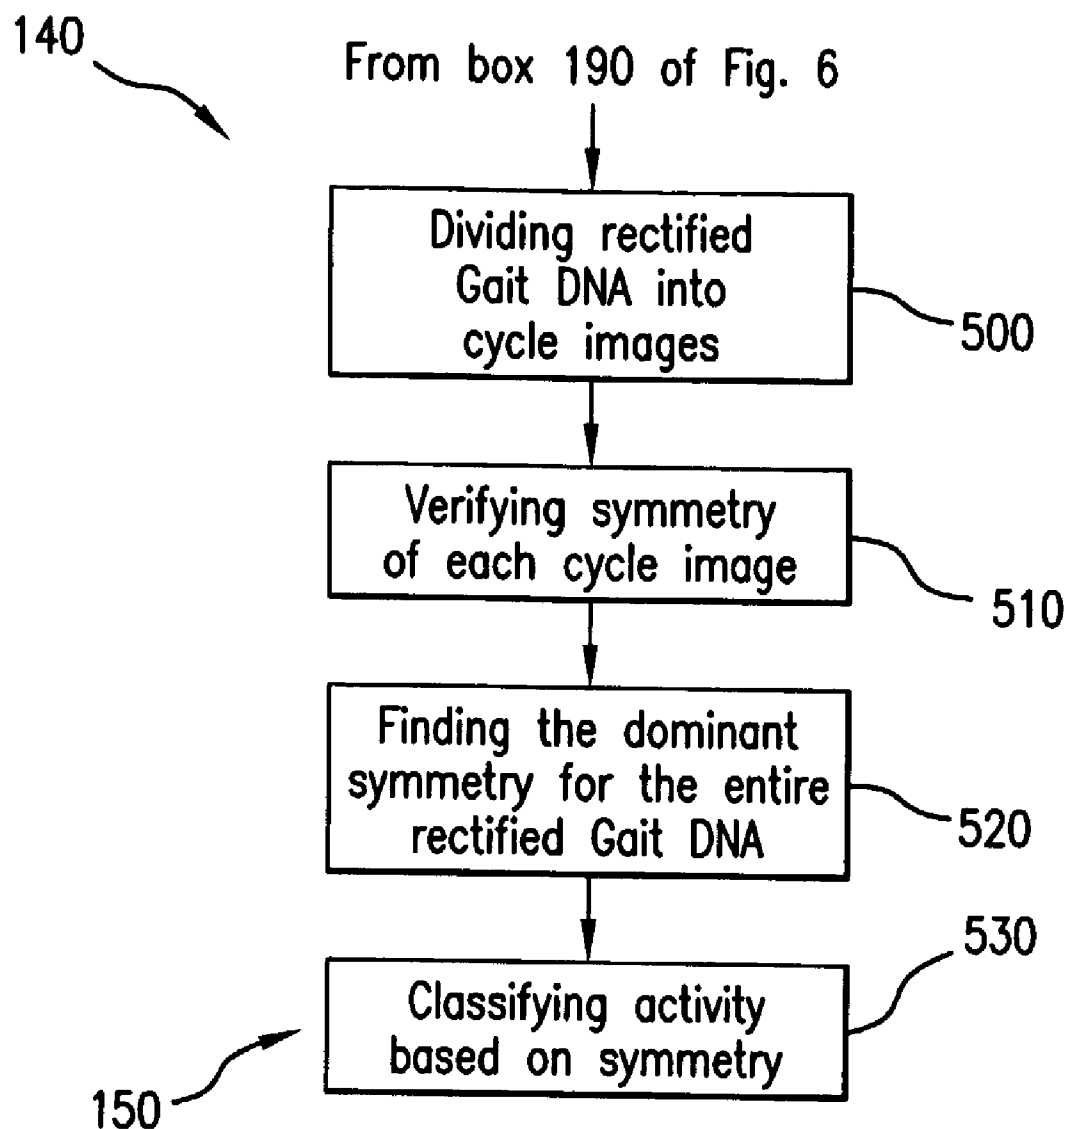 140
From box 190 of Fig. 6
Dividing rectified
Gait DNA into
cycle images
500
Verifying symmetry
of each cycle image
510
Finding the dominant
symmetry for the entire
rectified Gait DNA
520
530
Classifying activity
based on symmetry
150